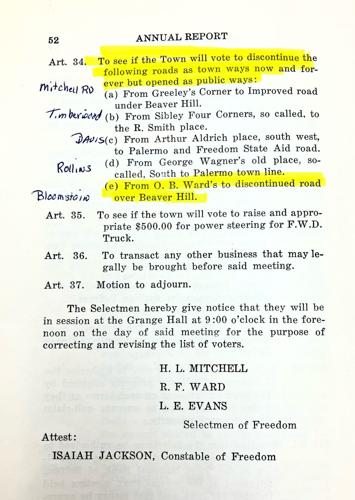 52 ANNUAL REPORT
Art. 34. To see if the Town will vote to discontinue the
following roads as town ways now and for-
ever but opened as public ways:
Mitchell RD (a) From Greeley's Corner to Improved road
under Beaver Hill.
Timberwood (b) From Sibley Four Corners, so called, to
the R. Smith place.
DAVIS (c) From Arthur Aldrich place, south west,
to Palermo and Freedom State Aid road.
Rollins (d) From George Wagner's old place, so-
called, South to Palermo town line.
Bloomstein (e) From O. B. Ward's to discontinued road
over Beaver Hill.
Art. 35. To see if the town will vote to raise and appro-
priate $500.00 for power steering for F.W.D.
Truck.
Art. 36. To transact any other business that may le-
gally be brought before said meeting.
Art. 37. Motion to adjourn.
The Selectmen hereby give notice that they will be
in session at the Grange Hall at 9:00 o'clock in the fore-
noon on the day of said meeting for the purpose of
correcting and revising the list of voters.
H. L. MITCHELL
R. F. WARD
L. E. EVANS
Selectmen of Freedom
Attest:
ISAIAH JACKSON, Constable of Freedom